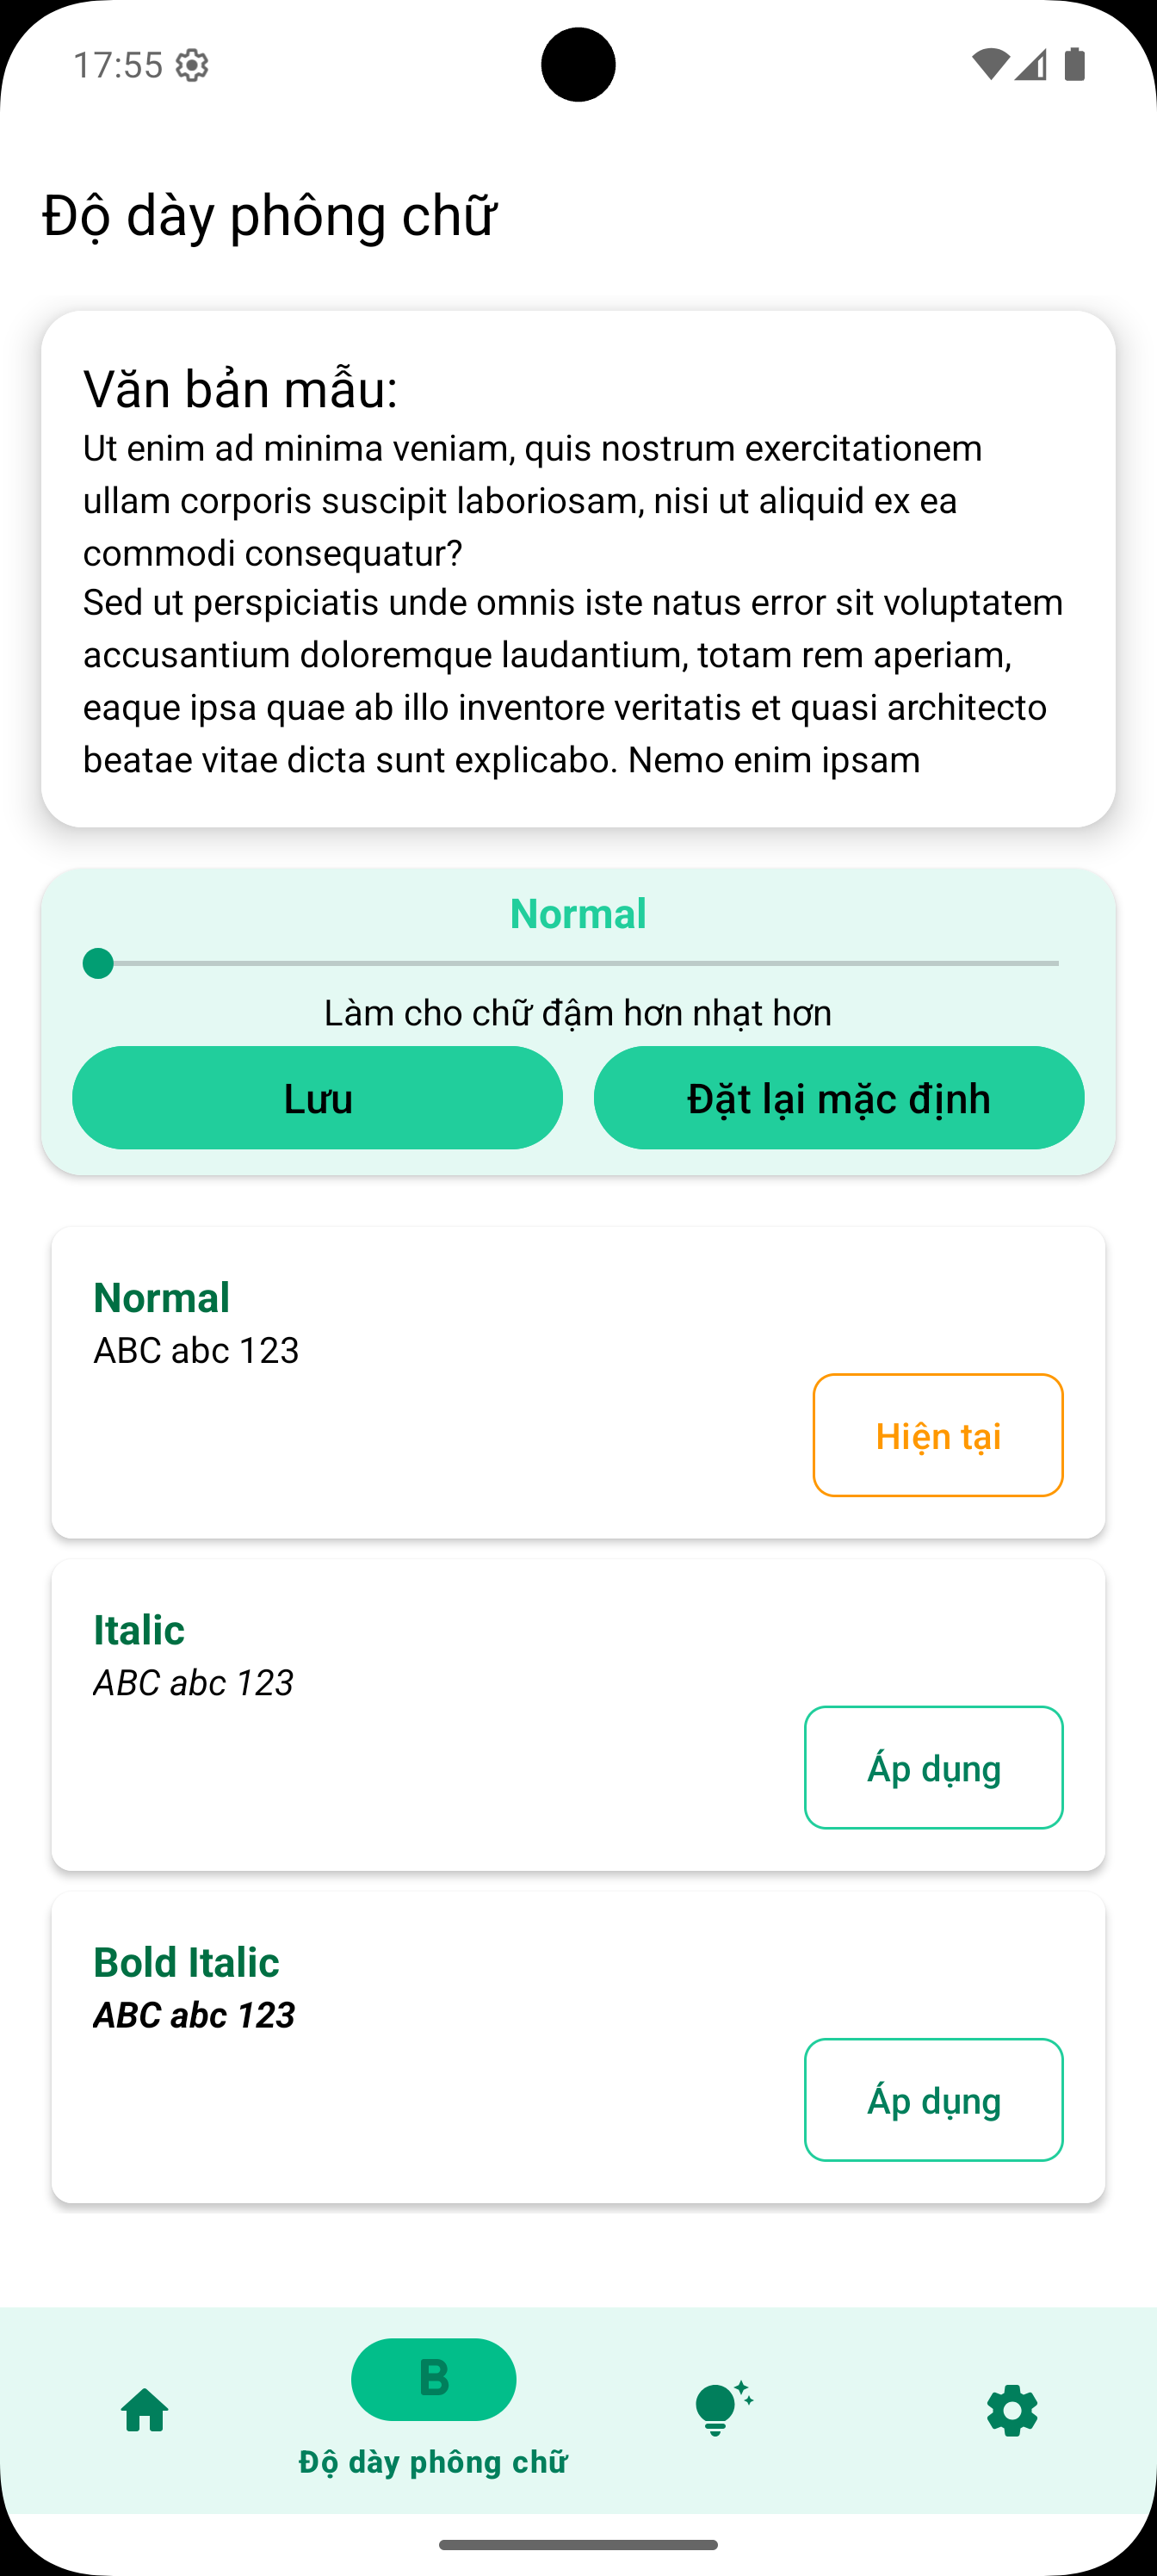 17:55
Độ dày phông chữ
Văn bản mẫu:
Ut enim ad minima veniam, quis nostrum exercitationem
ullam corporis suscipit laboriosam, nisi ut aliquid ex ea
commodi consequatur?
Sed ut perspiciatis unde omnis iste natus error sit voluptatem
accusantium doloremque laudantium, totam rem aperiam,
eaque ipsa quae ab illo inventore veritatis et quasi architecto
beatae vitae dicta sunt explicabo. Nemo enim ipsam
Normal
Làm cho chữ đậm hơn nhạt hơn
Lưu
Đặt lại mặc định
Normal
ABC abc 123
Hiện tại
Italic
ABC abc 123
Áp dụng
Bold Italic
ABC abc 123
Áp dụng
B
Độ dày phông chữ